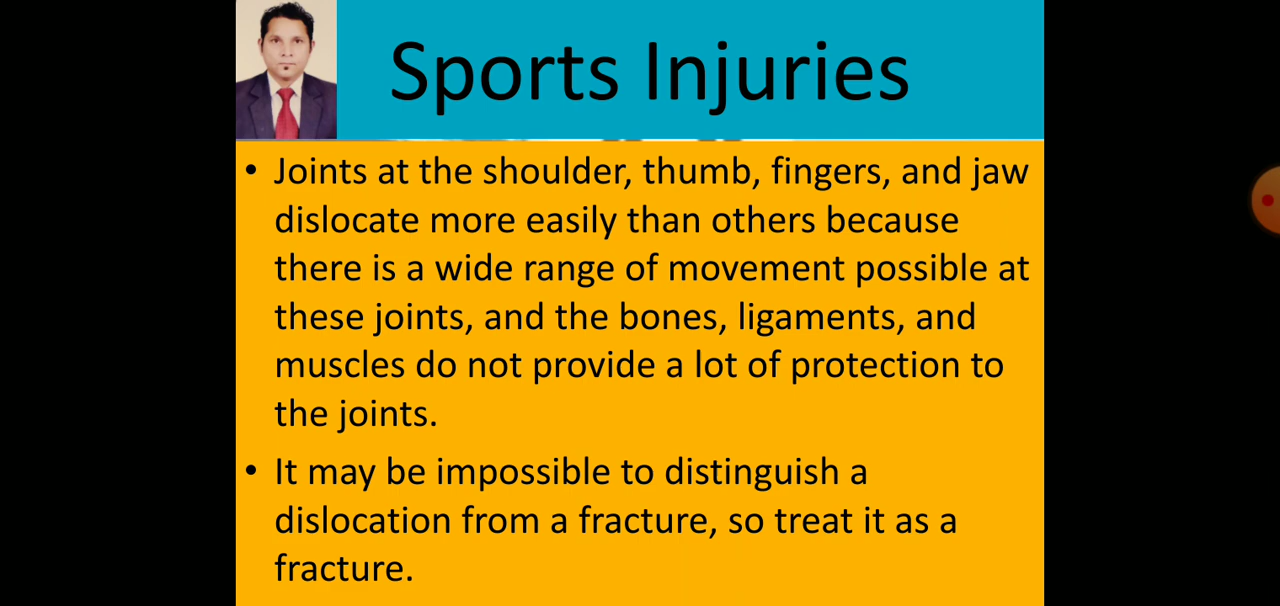 Sports Injuries
• Joints at the shoulder, thumb, fingers, and jaw
dislocate more easily than others because
there is a wide range of movement possible at
these joints, and the bones, ligaments, and
muscles do not provide a lot of protection to
the joints.
• It may be impossible to distinguish a
dislocation from a fracture, so treat it as a
fracture.